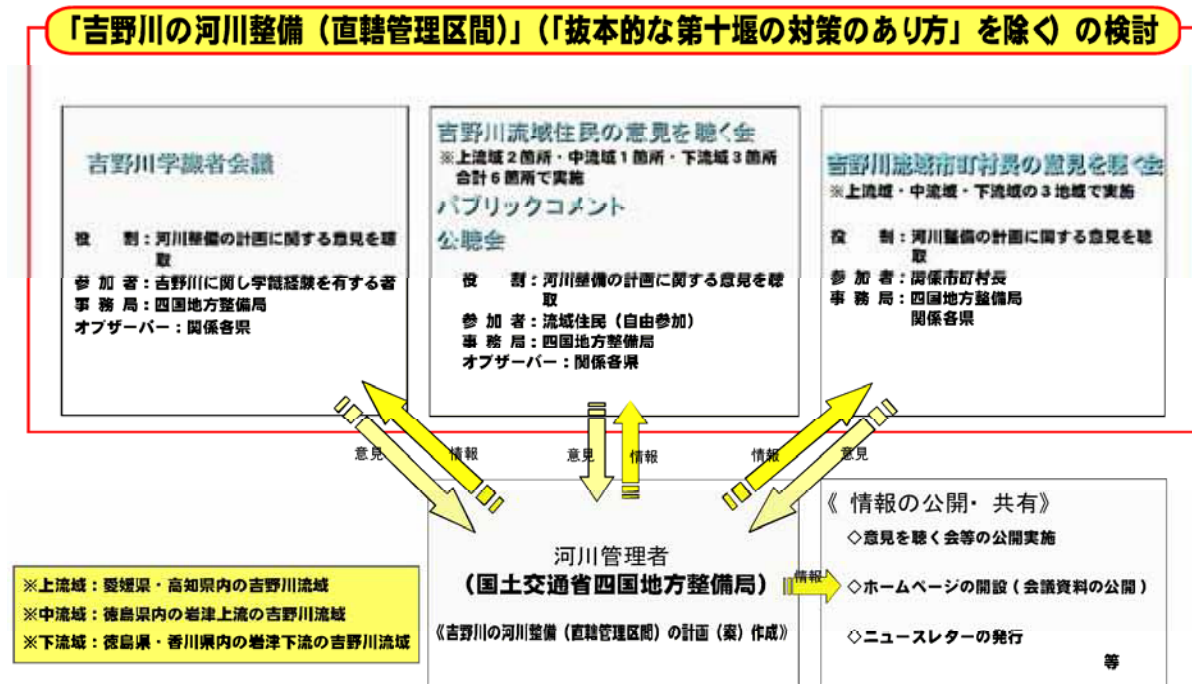 「吉野川の河川整備（直轄管理区間）」（「抜本的な第十堰の対策のあり方」を除く）の検討
吉野川学識者会議
役　割：河川整備の計画に関する意見を聴
取
参 加 者：吉野川に関し学識経験を有する者
事 務 局：四国地方整備局
オブザーバー：関係各県
吉野川流域住民の意見を聴く会
※上流域２箇所・中流域１箇所・下流域３箇所
合計６箇所で実施
パブリックコメント
公聴会
役　割：河川整備の計画に関する意見を聴
取
参 加 者：流域住民（自由参加）
事 務 局：四国地方整備局
オブザーバー：関係各県
吉野川流域市町村長の意見を聴く会
※上流域・中流域・下流域の３地域で実施
役　割：河川整備の計画に関する意見を聴
取
参 加 者：関係市町村長
事 務 局：四国地方整備局
関係各県
意見
情報
意見
情報
情報
意見
河川管理者
（国土交通省四国地方整備局）
《吉野川の河川整備（直轄管理区間）の計画（案）作成》
情報
《 情報の公開・ 共有》
◇意見を聴く会等の公開実施
◇ホームページの開設（会議資料の公開）
◇ニュースレターの発行
等
※上流域：愛媛県・高知県内の吉野川流域
※中流域：徳島県内の岩津上流の吉野川流域
※下流域：徳島県・香川県内の岩津下流の吉野川流域